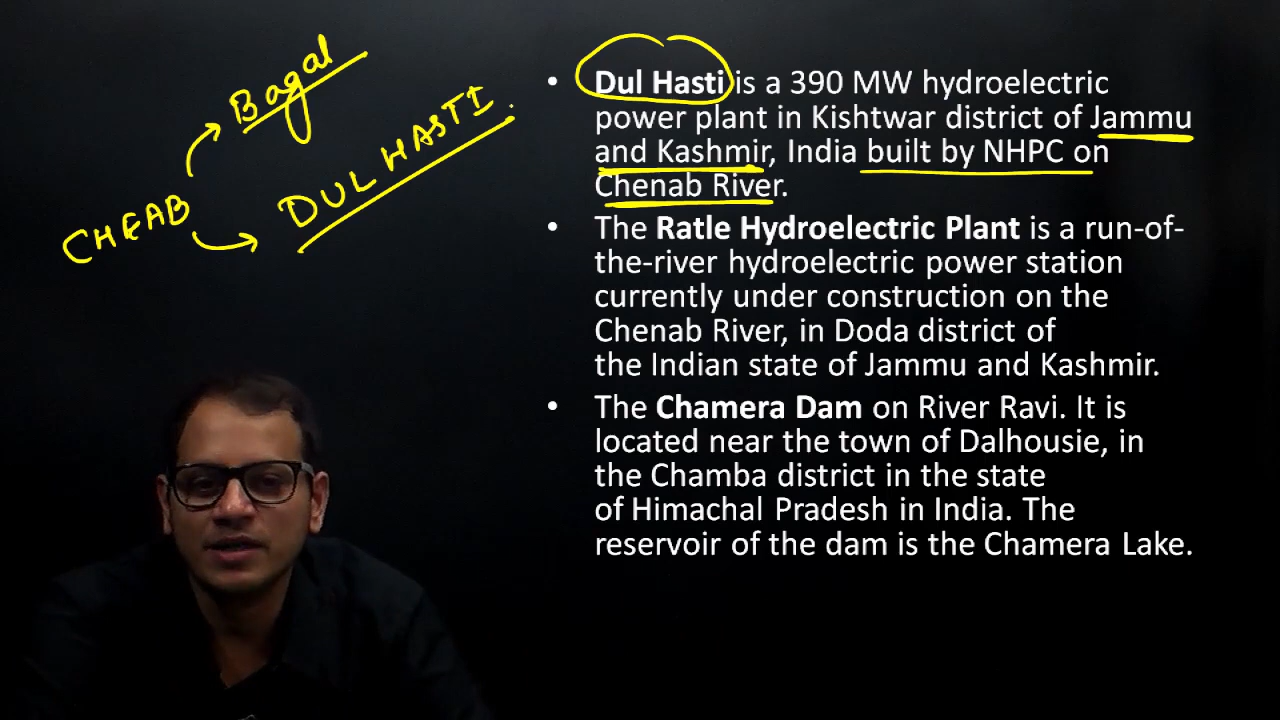 Bagal
DUL HASTI.
CHEAB
• Dul Hasti is a 390 MW hydroelectric
power plant in Kishtwar district of Jammu
and Kashmir, India built by NHPC on
Chenab River.
• The Ratle Hydroelectric Plant is a run-of-
the-river hydroelectric power station
currently under construction on the
Chenab River, in Doda district of
the Indian state of Jammu and Kashmir.
• The Chamera Dam on River Ravi. It is
located near the town of Dalhousie, in
the Chamba district in the state
of Himachal Pradesh in India. The
reservoir of the dam is the Chamera Lake.